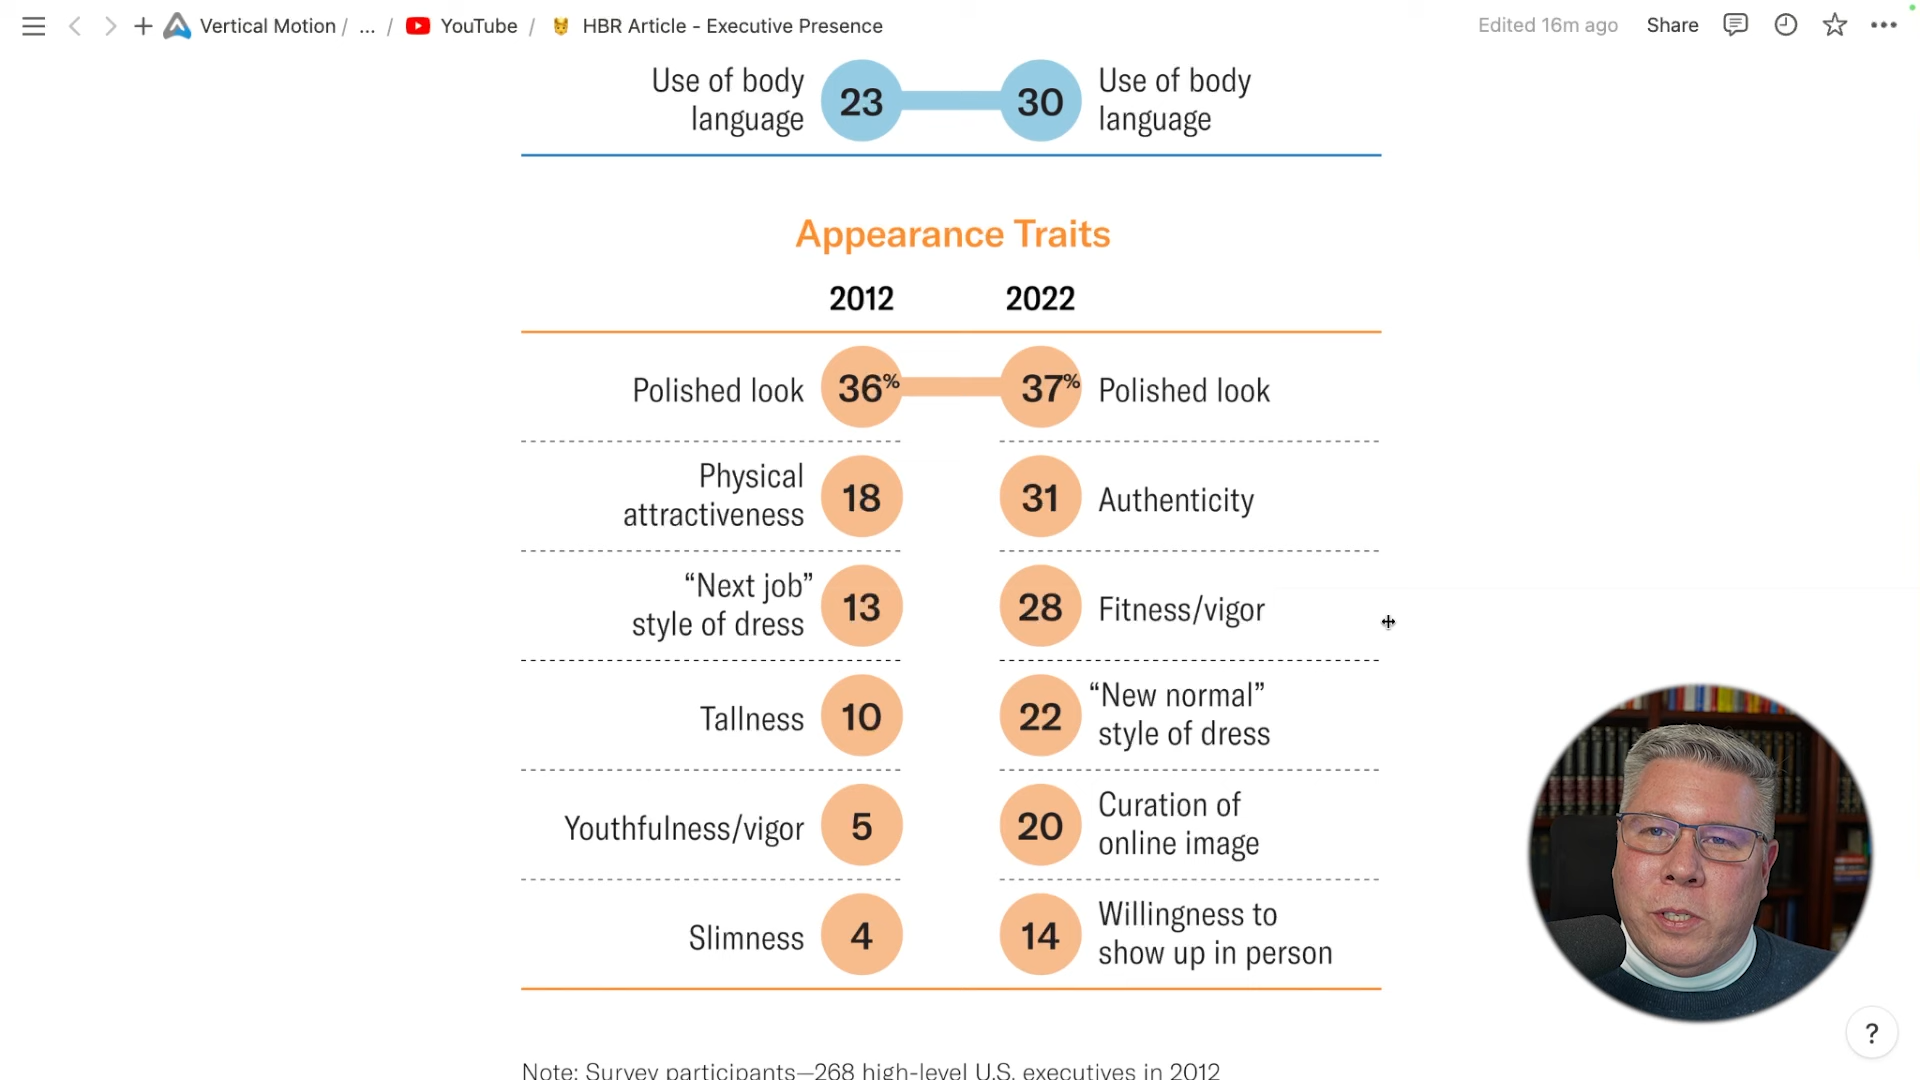 Vertical Motion / ... / YouTube / HBR Article - Executive Presence
Edited 16m ago Share
Use of body
language
23
30
Use of body
language
Appearance Traits
2012 2022
Polished look 36% 37% Polished look
Physical
attractiveness
18
31
Authenticity
“Next job”
style of dress
13
28
Fitness/vigor
Tallness
10
22
“New normal”
style of dress
Youthfulness/vigor
5
20
Curation of
online image
Slimness
4
14
Willingness to
show up in person
Note: Survey participants—268 high-level U.S. executives in 2012
?